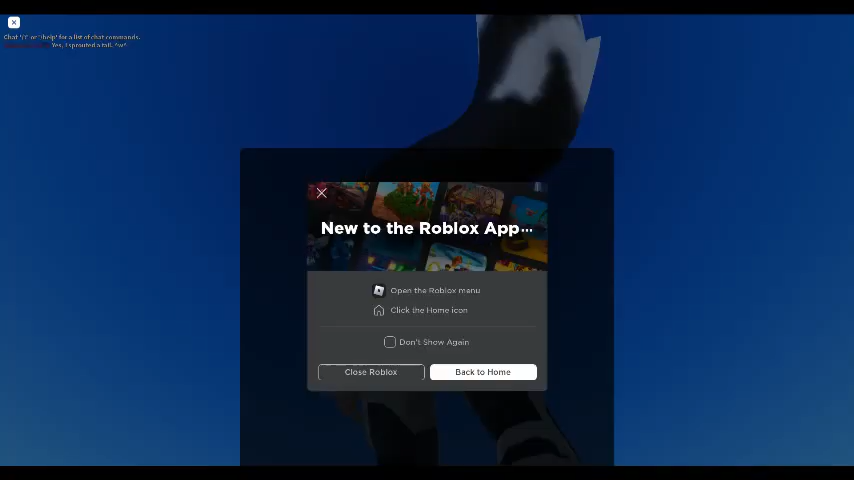 Chat '/?' or '/help' for a list of chat commands.
Yes, I sprouted a tail. ^w^
New to the Roblox App...
Open the Roblox menu
Click the Home icon
Don't Show Again
Close Roblox
Back to Home